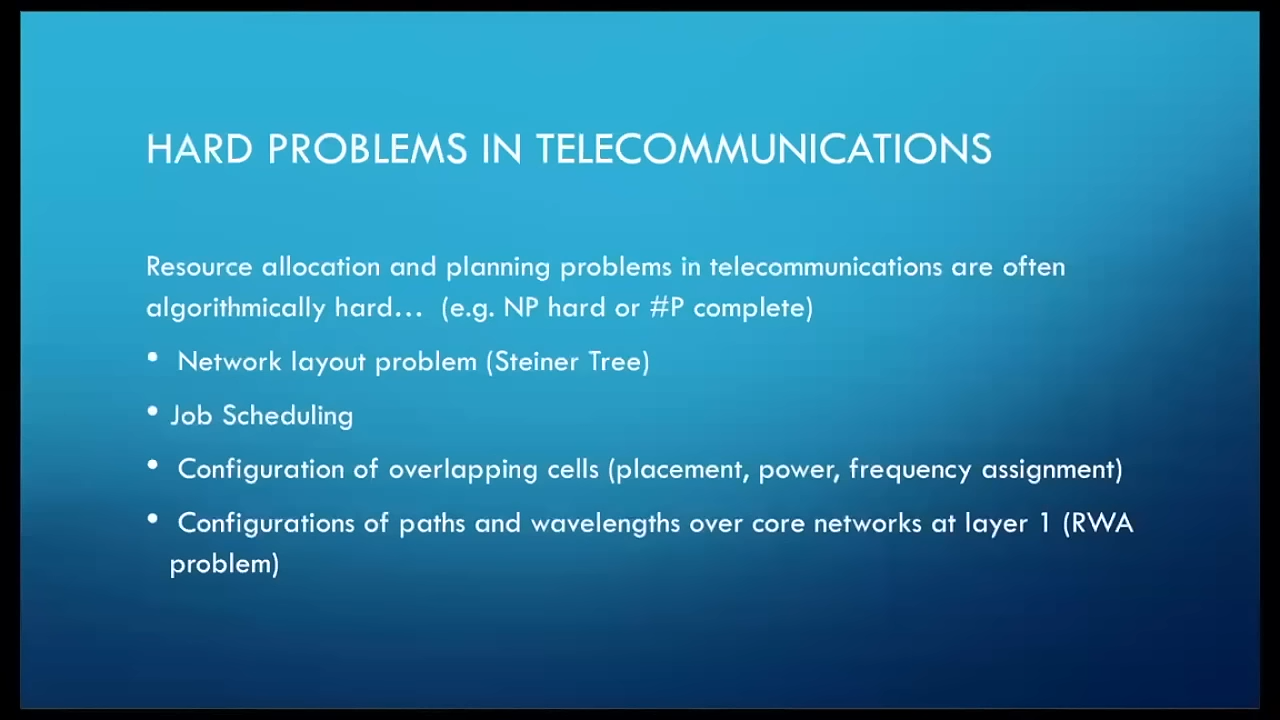 HARD PROBLEMS IN TELECOMMUNICATIONS
Resource allocation and planning problems in telecommunications are often
algorithmically hard... (e.g. NP hard or #P complete)
• Network layout problem (Steiner Tree)
• Job Scheduling
• Configuration of overlapping cells (placement, power, frequency assignment)
• Configurations of paths and wavelengths over core networks at layer 1 (RWA
problem)